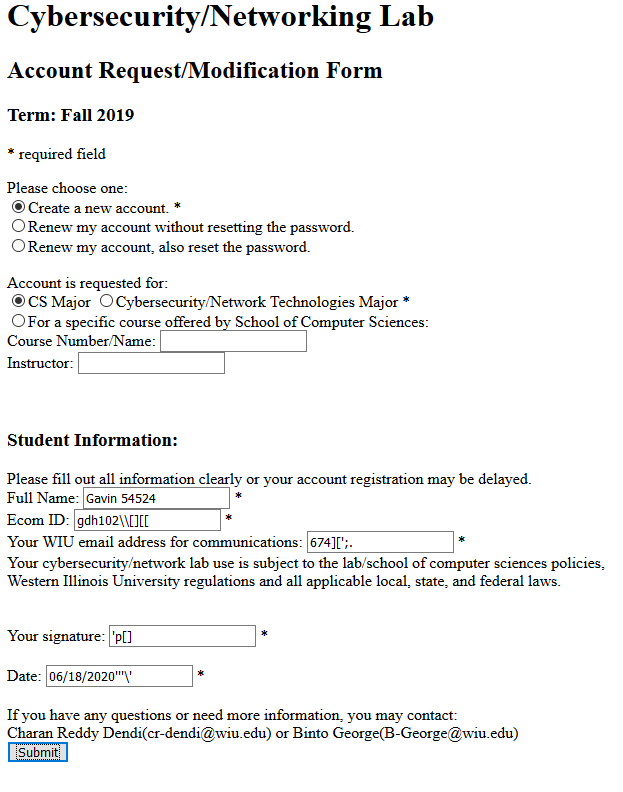 Cybersecurity/Networking Lab
Account Request/Modification Form
Term: Fall 2019
* required field
Please choose one:
Create a new account. *
Renew my account without resetting the password.
Renew my account, also reset the password.
Account is requested for:
CS Major Cybersecurity/Network Technologies Major *
For a specific course offered by School of Computer Sciences:
Course Number/Name:
Instructor:
Student Information:
Please fill out all information clearly or your account registration may be delayed.
Full Name: Gavin 54524 *
Ecom ID: gdh102\\[][[ *
Your WIU email address for communications: 674][';. *
Your cybersecurity/network lab use is subject to the lab/school of computer sciences policies,
Western Illinois University regulations and all applicable local, state, and federal laws.
Your signature: 'p[] *
Date: 06/18/2020'"\' *
If you have any questions or need more information, you may contact:
Charan Reddy Dendi(cr-dendi@wiu.edu) or Binto George(B-George@wiu.edu)
Submit